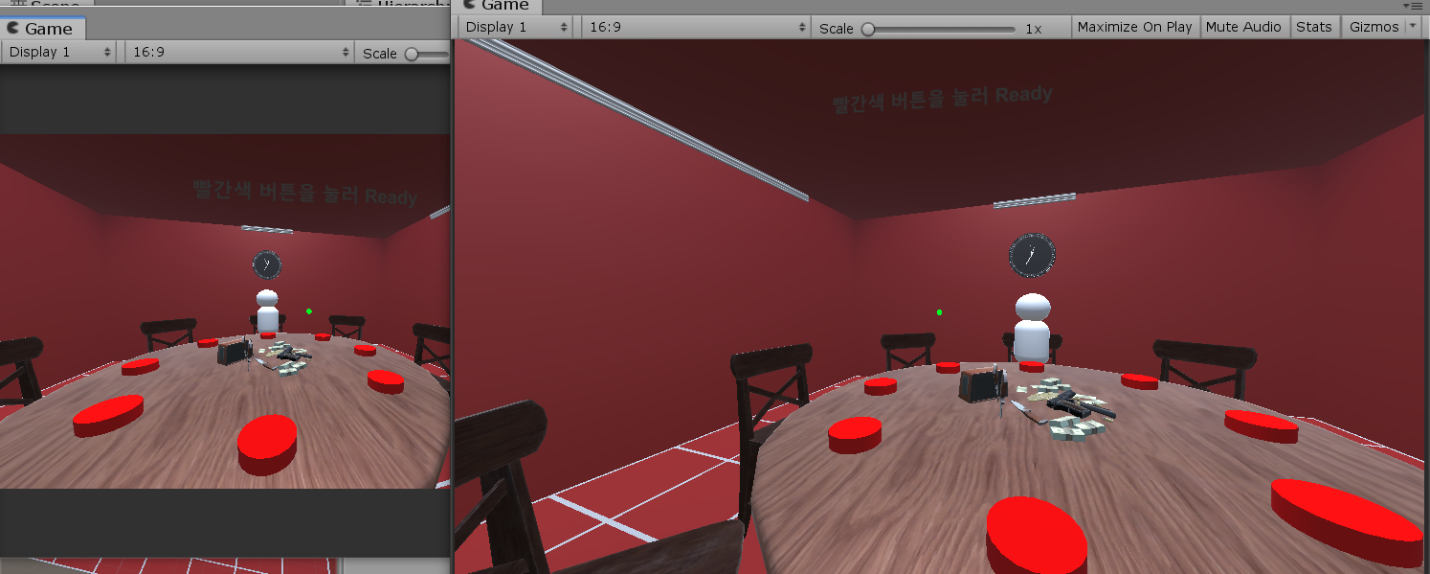 Scene
Hierarchy
Game
Display 1
16:9
Scale
빨간색 버튼을 눌러 Ready
Game
Display 1
16:9
Scale
1x
Maximize On Play
Mute Audio
Stats
Gizmos
빨간색 버튼을 눌러 Ready